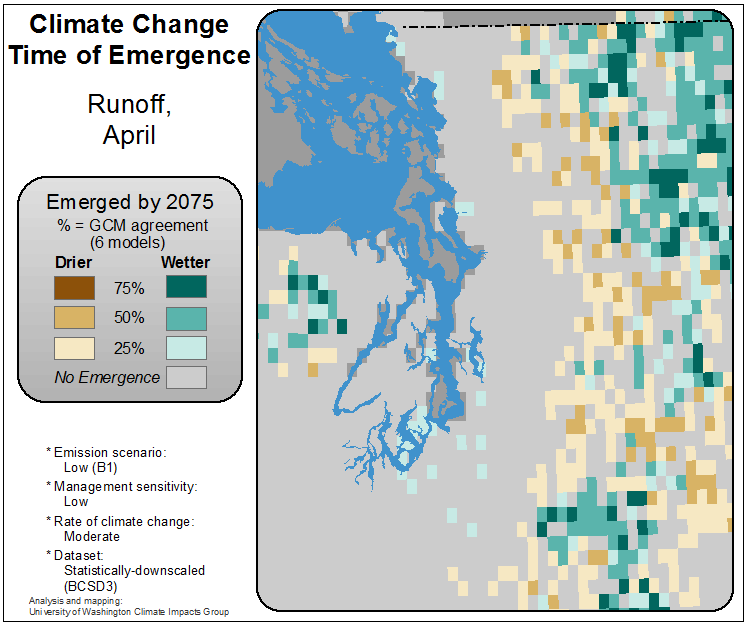 Climate Change
Time of Emergence
Runoff,
April
Emerged by 2075
% = GCM agreement
(6 models)
Drier Wetter
75%
50%
25%
No Emergence
* Emission scenario:
Low (B1)
* Management sensitivity:
Low
* Rate of climate change:
Moderate
* Dataset:
Statistically-downscaled
(BCSD3)
Analysis and mapping:
University of Washington Climate Impacts Group